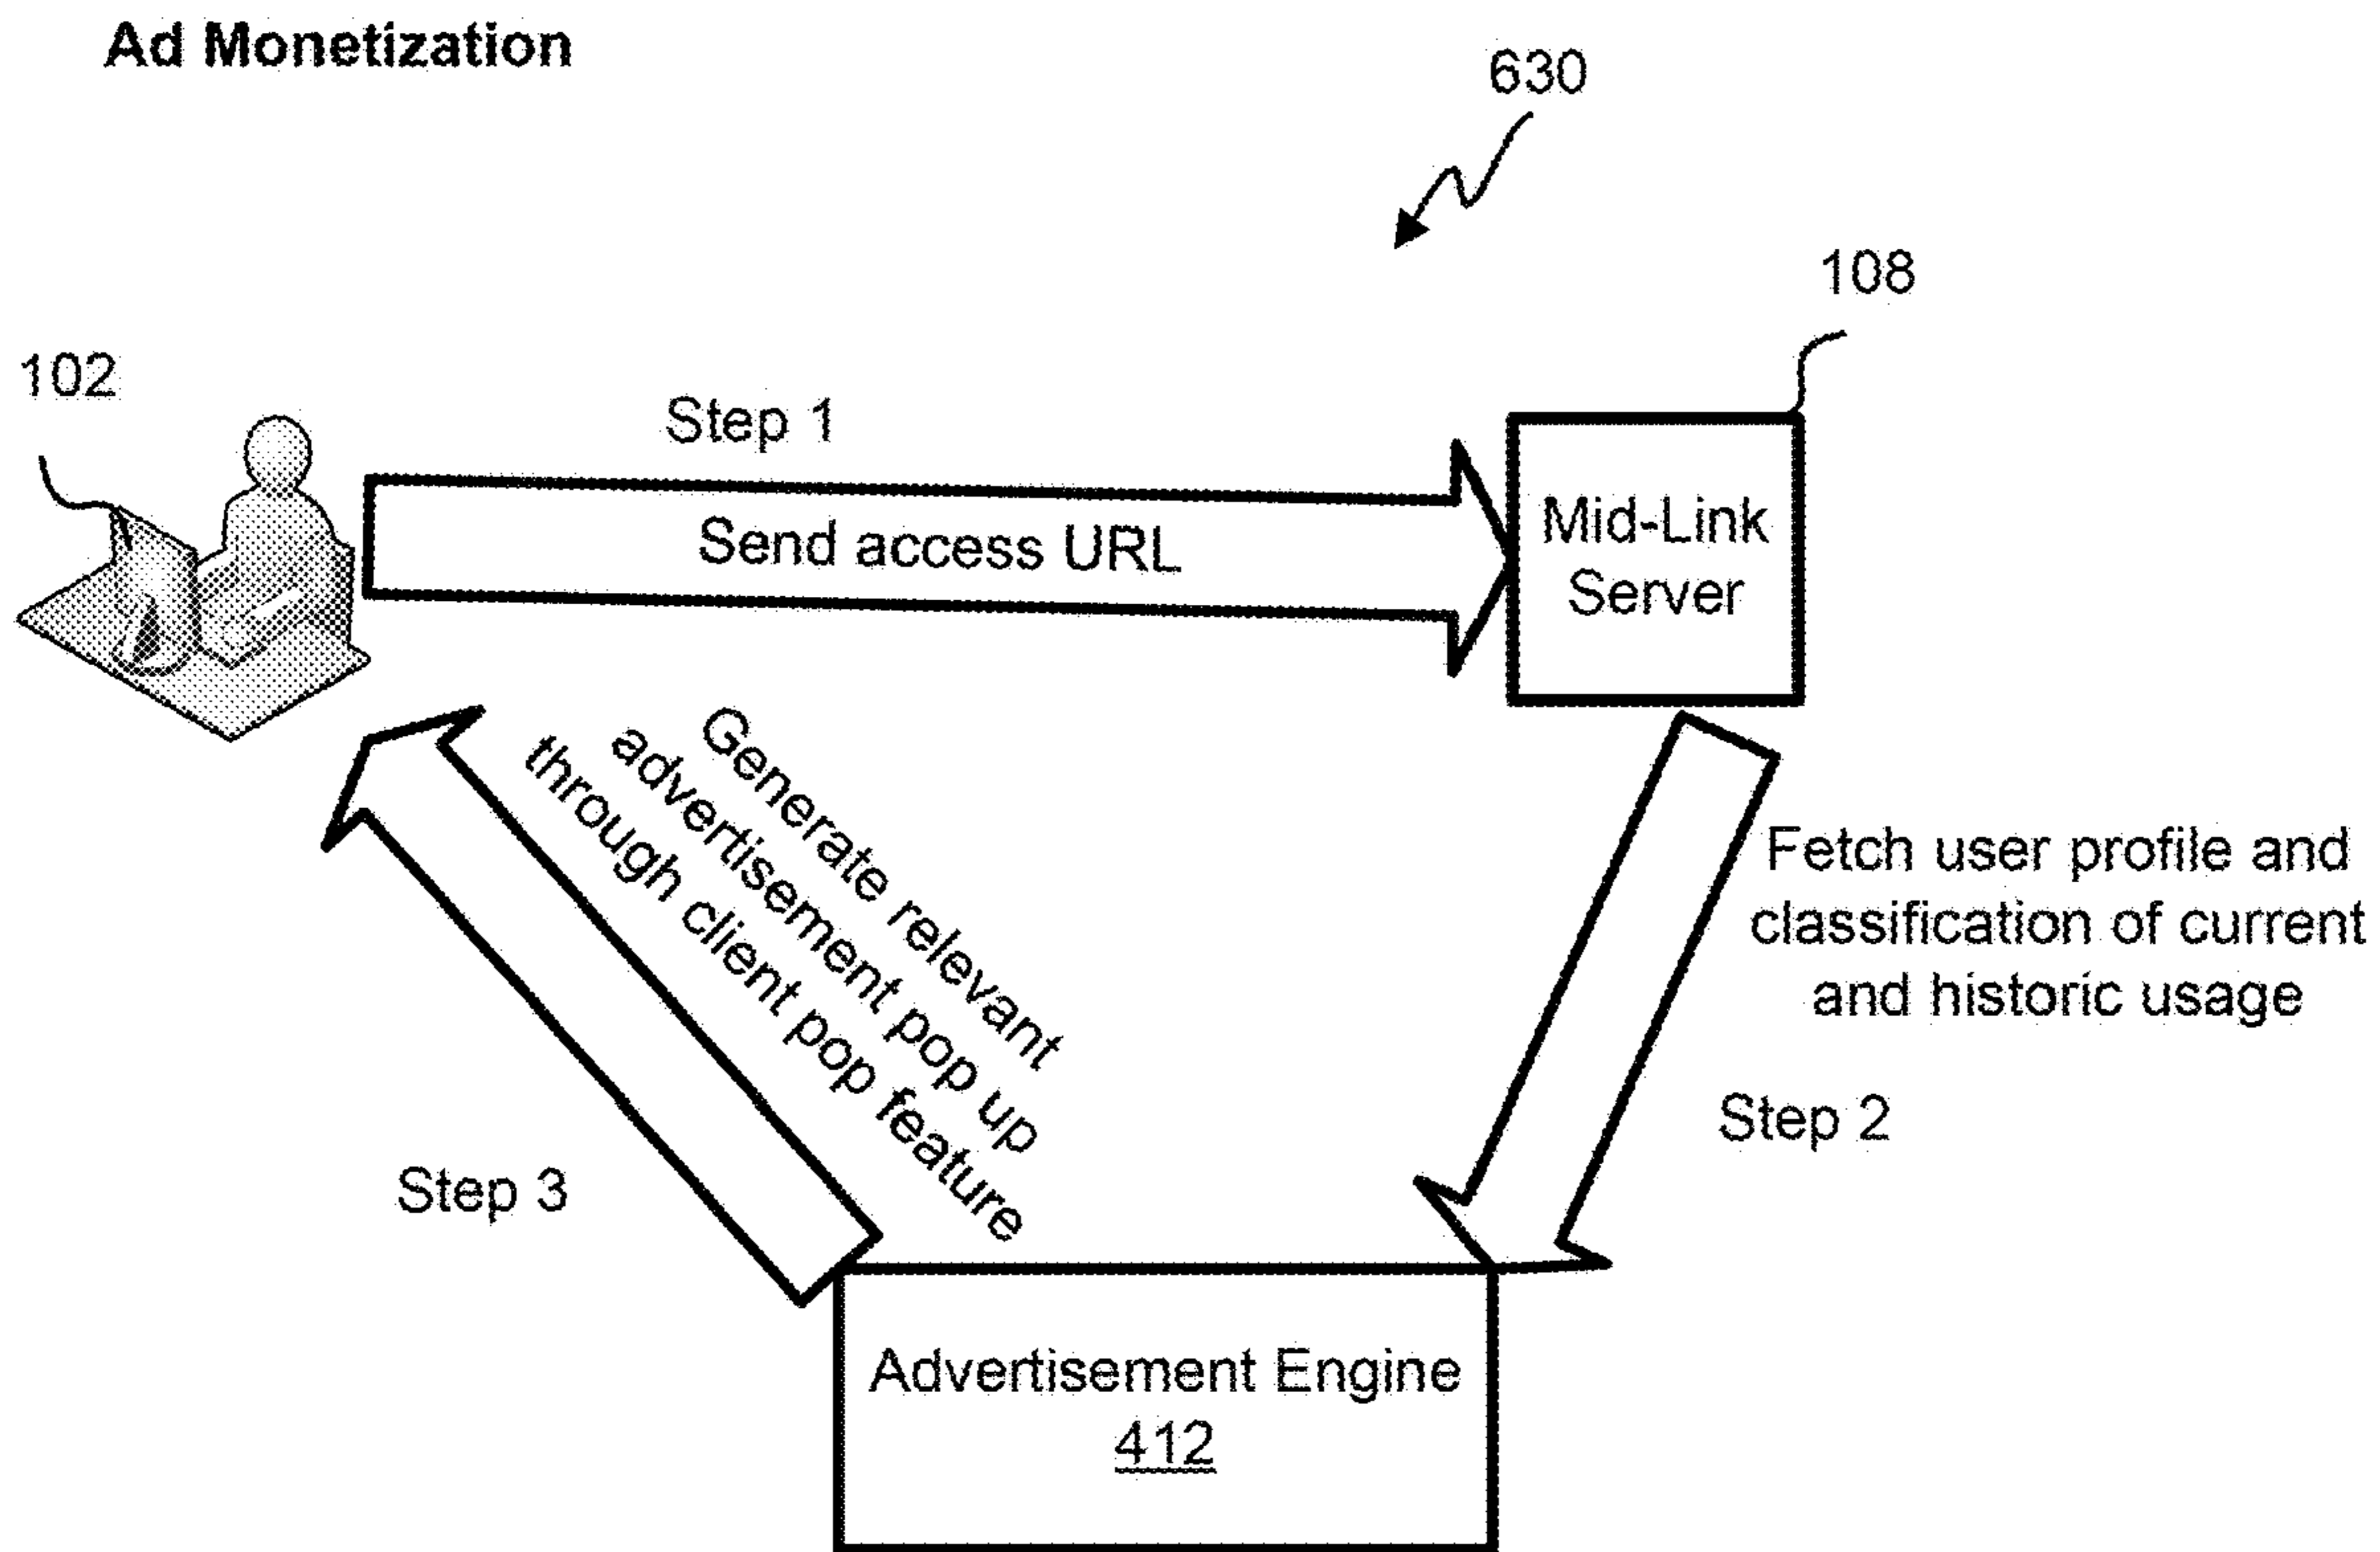 Ad Monetization
630
108
102
Step 1
Send access URL
Mid-Link
Server
Generate relevant
advertisement pop up
through client pop feature
Fetch user profile and
classification of current
and historic usage
Step 2
Step 3
Advertisement Engine
412